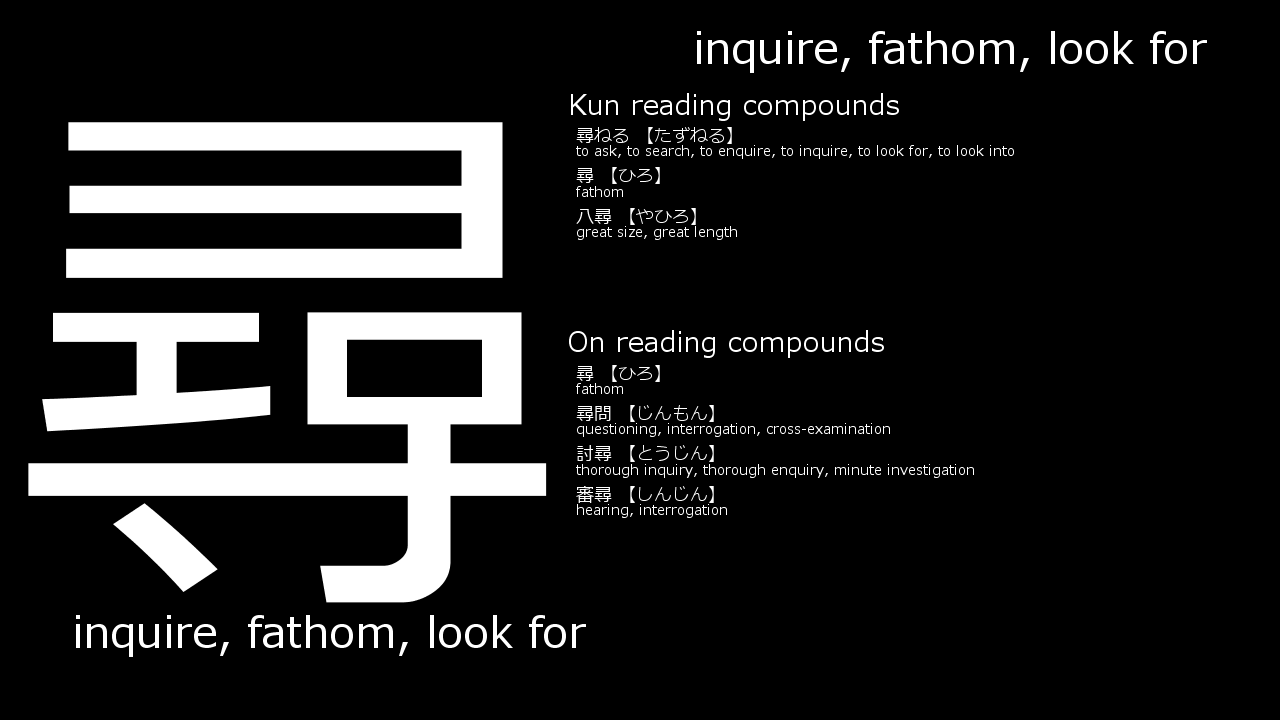 inquire, fathom, look for
尋
Kun reading compounds
尋ねる 【たずねる】
to ask, to search, to enquire, to inquire, to look for, to look into
尋 【ひろ】
fathom
八尋 【やひろ】
great size, great length
On reading compounds
尋 【ひろ】
fathom
尋問 【じんもん】
questioning, interrogation, cross-examination
討尋 【とうじん】
thorough inquiry, thorough enquiry, minute investigation
審尋 【しんじん】
hearing, interrogation
inquire, fathom, look for